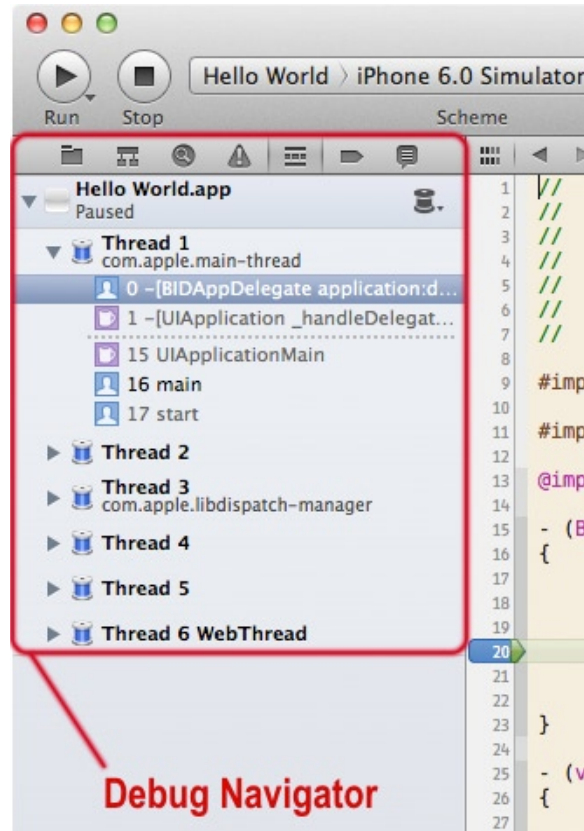 Hello World 〉 iPhone 6.0 Simulator
Run Stop Scheme
Hello World.app
Paused
Thread 1
com.apple.main-thread
0 -[BIDAppDelegate application:d...
1 -[UIApplication _handleDelegat...
15 UIApplicationMain
16 main
17 start
Thread 2
Thread 3
com.apple.libdispatch-manager
Thread 4
Thread 5
Thread 6 WebThread
Debug Navigator
1 //
2 //
3 //
4 //
5 //
6 //
7 //
8
9 #imp
10
11 #imp
12
13 @imp
14
15 - (B
16 {
17
18
19
20
21
22
23 }
24
25 - (v
26 {
27